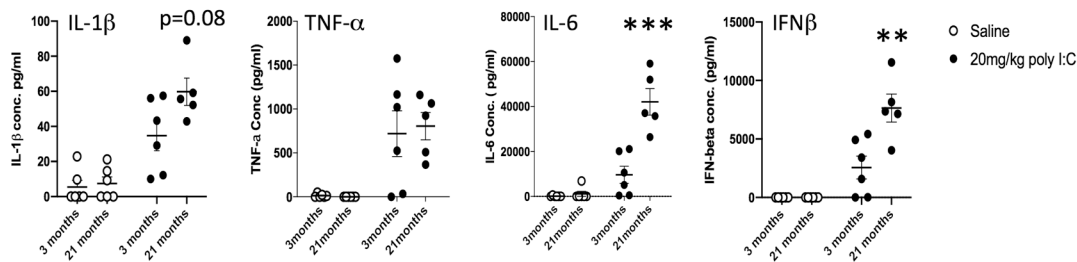 IL-1β p=0.08
IL-1β conc. pg/ml
100
80
60
40
20
0
3 months
21 months
3 months
21 months
TNF-α
TNF-a Conc (pg/ml)
2000
1500
1000
500
0
3months
21months
3months
21months
IL-6 ***
IL-6 Conc. ( pg/ml)
80000
60000
40000
20000
0
3months
21months
3months
21months
IFNβ
**
IFN-beta conc. (pg/ml)
15000
10000
5000
0
3 months
21 months
3 months
21 months
Saline
20mg/kg poly I:C